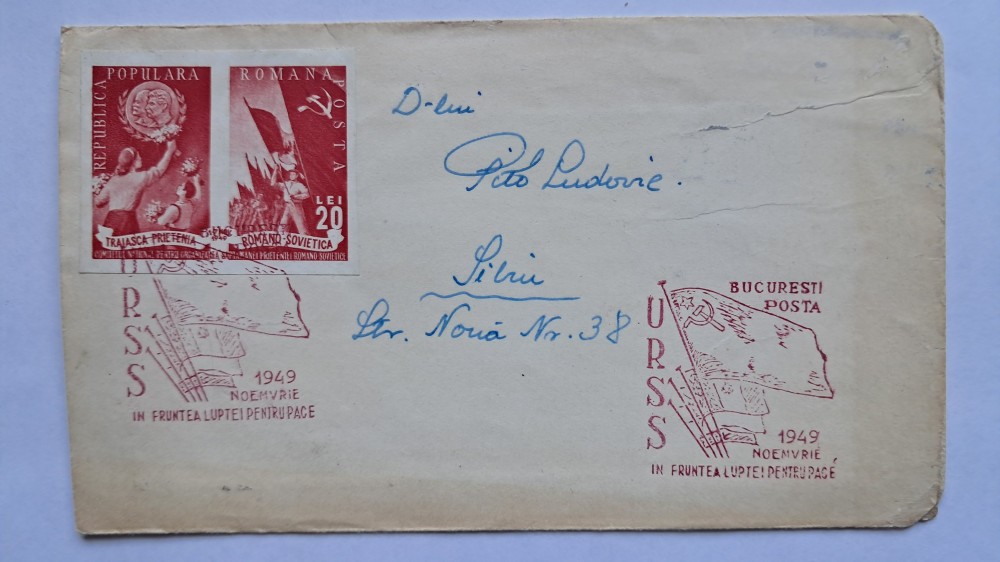 REPUBLICA POPULARA ROMANA POSTA
LEI
20
TRAIASCA PRIETENIA ROMANO-SOVIETICA
D-lui
Pito Ludovic.
Sibiu
Str. Nouă Nr. 38
URSS
1949
NOEMVRIE
IN FRUNTEA LUPTEI PENTRU PACE
BUCURESTI
POSTA
URSS
1949
NOEMVRIE
IN FRUNTEA LUPTEI PENTRU PACE